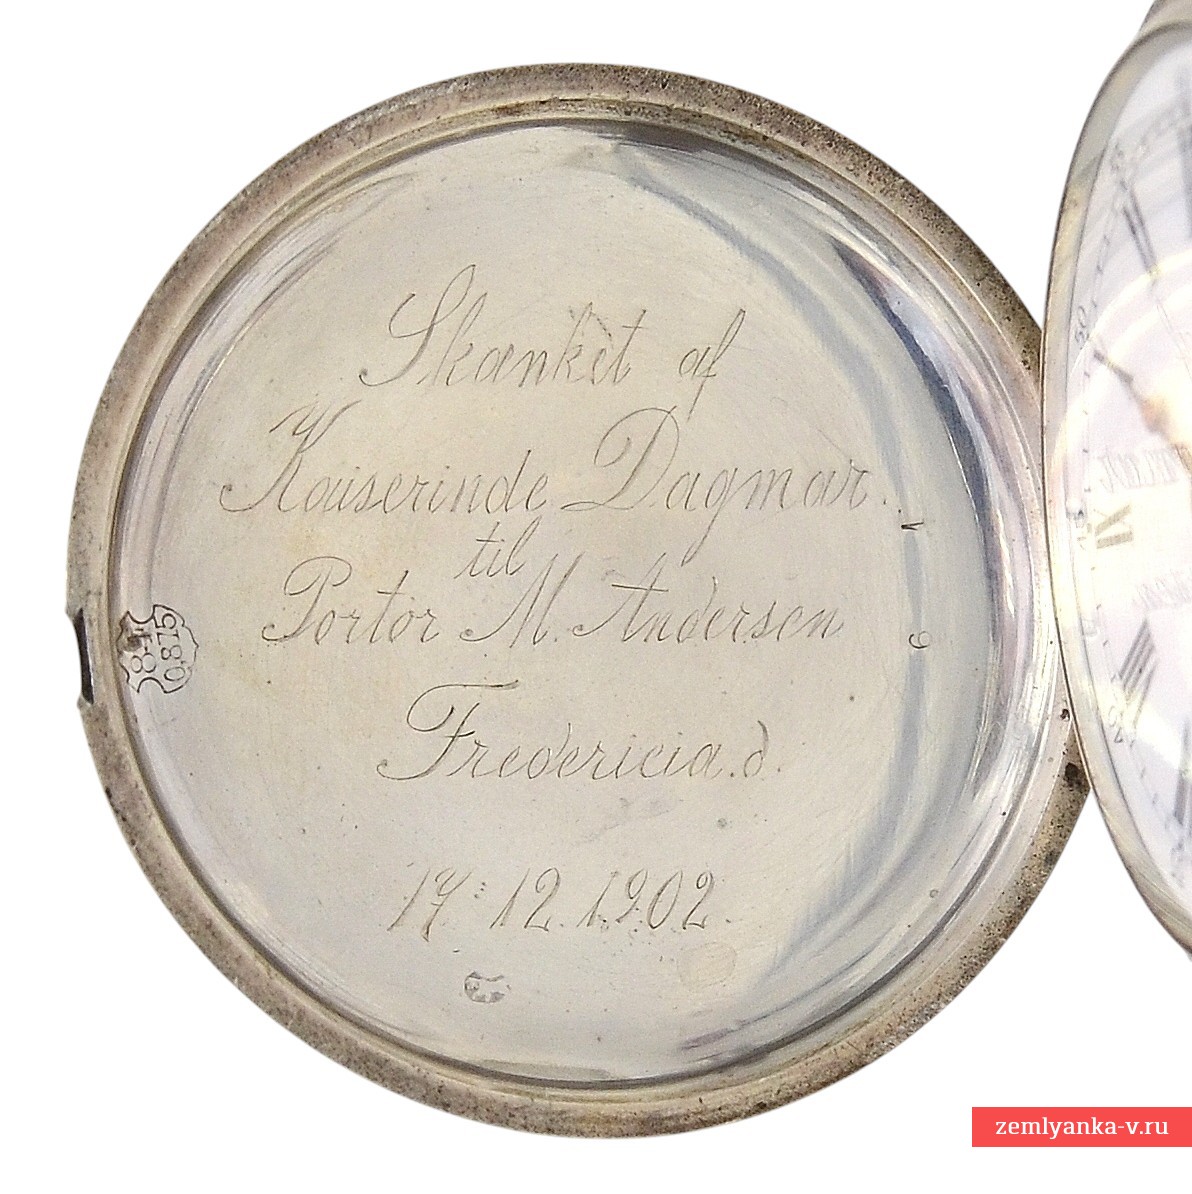 Skænket af
Kaiserinde Dagmar.
til
Portør M. Andersen
Fredericia. d.
17. 12. 1902.
84
0,875
zemlyanka-v.ru